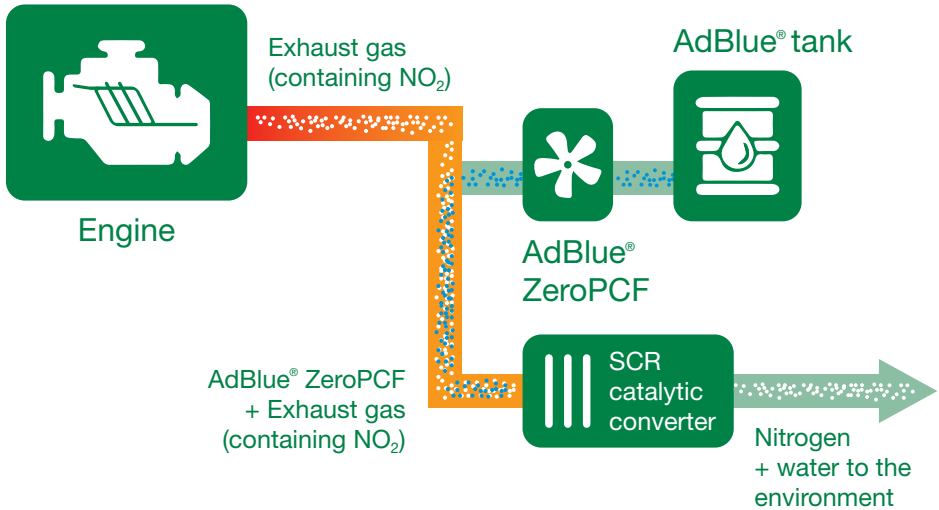 Exhaust gas
(containing NO₂)
AdBlue® tank
Engine
AdBlue®
ZeroPCF
AdBlue® ZeroPCF
+ Exhaust gas
(containing NO₂)
SCR
catalytic
converter
Nitrogen
+ water to the
environment